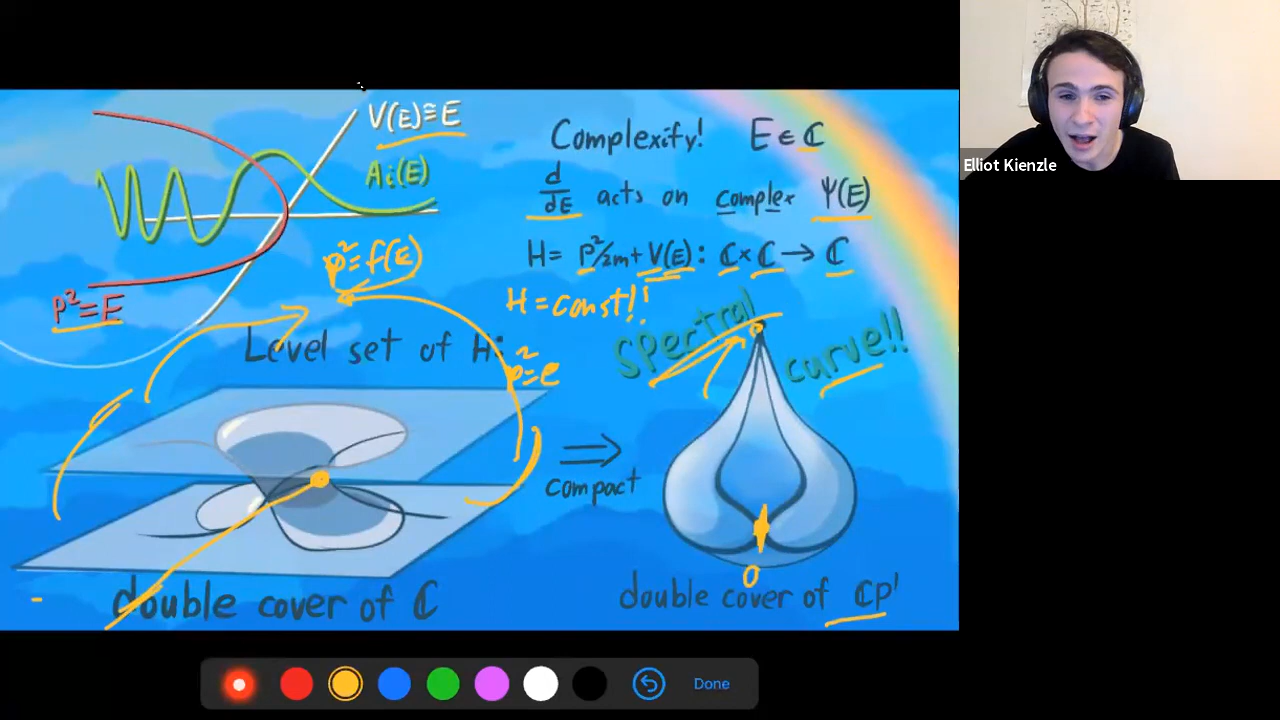 V(E)≅E
Ai(E)
P²=E
p²=f(E)
Complexify! E∈ℂ
d/dE acts on complex Ψ(E)
H= P²/2m+V(E): ℂ×ℂ→ℂ
H=const!!
Level set of H:
p²=e
Spectral
curve!!
⇒
compact
0
double cover of ℂ
double cover of ℂP¹
Elliot Kienzle
Done